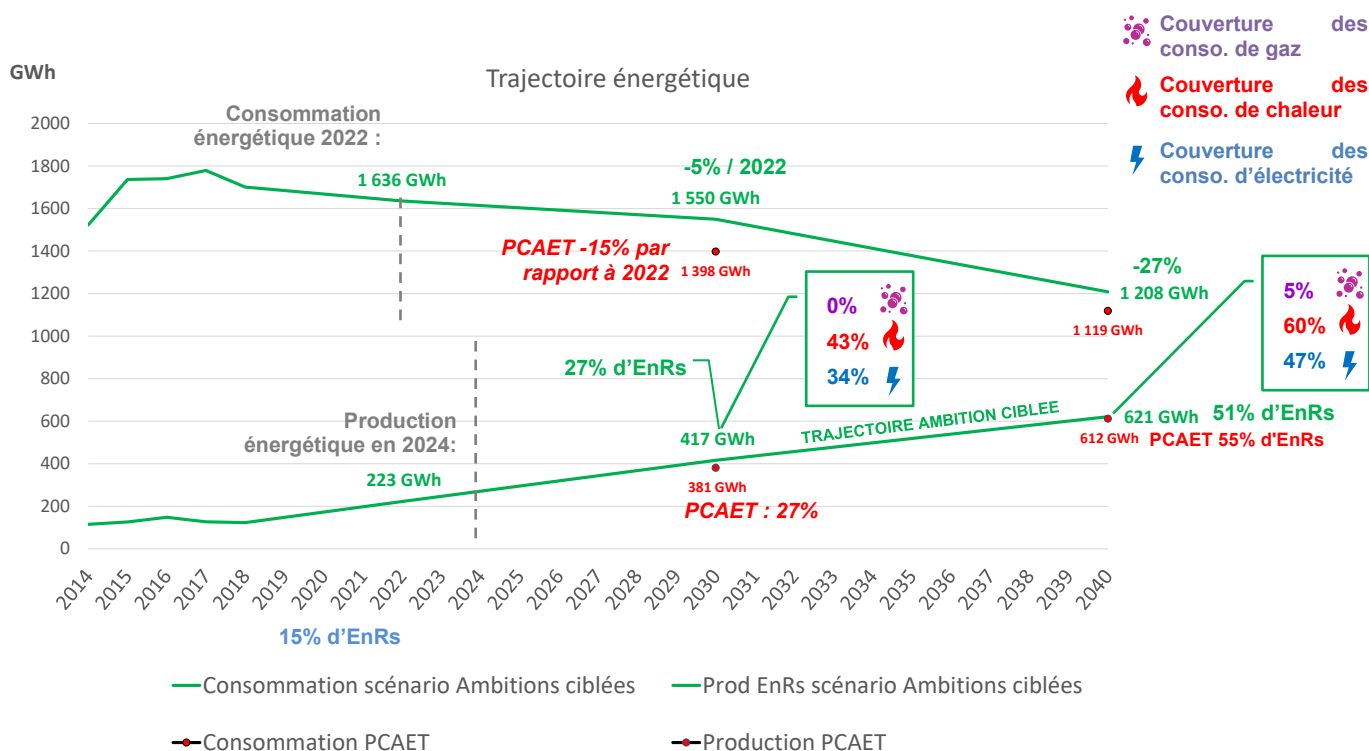 Couverture des
conso. de gaz
Couverture des
conso. de chaleur
Couverture des
conso. d'électricité
GWh
Trajectoire énergétique
2000
1800
1600
1400
1200
1000
800
600
400
200
0
Consommation
énergétique 2022 :
1 636 GWh
-5% / 2022
1 550 GWh
PCAET -15% par
rapport à 2022
1 398 GWh
-27%
1 208 GWh
1 119 GWh
0%
43%
34%
5%
60%
47%
27% d'EnRs
Production
énergétique en 2024:
223 GWh
417 GWh
TRAJECTOIRE AMBITION CIBLEE
381 GWh
PCAET : 27%
621 GWh
51% d'EnRs
612 GWh
PCAET 55% d'EnRs
2014
2015
2016
2017
2018
2019
2020
2021
2022
2023
2024
2025
2026
2027
2028
2029
2030
2031
2032
2033
2034
2035
2036
2037
2038
2039
2040
15% d'EnRs
Consommation scénario Ambitions ciblées
Prod EnRs scénario Ambitions ciblées
Consommation PCAET
Production PCAET